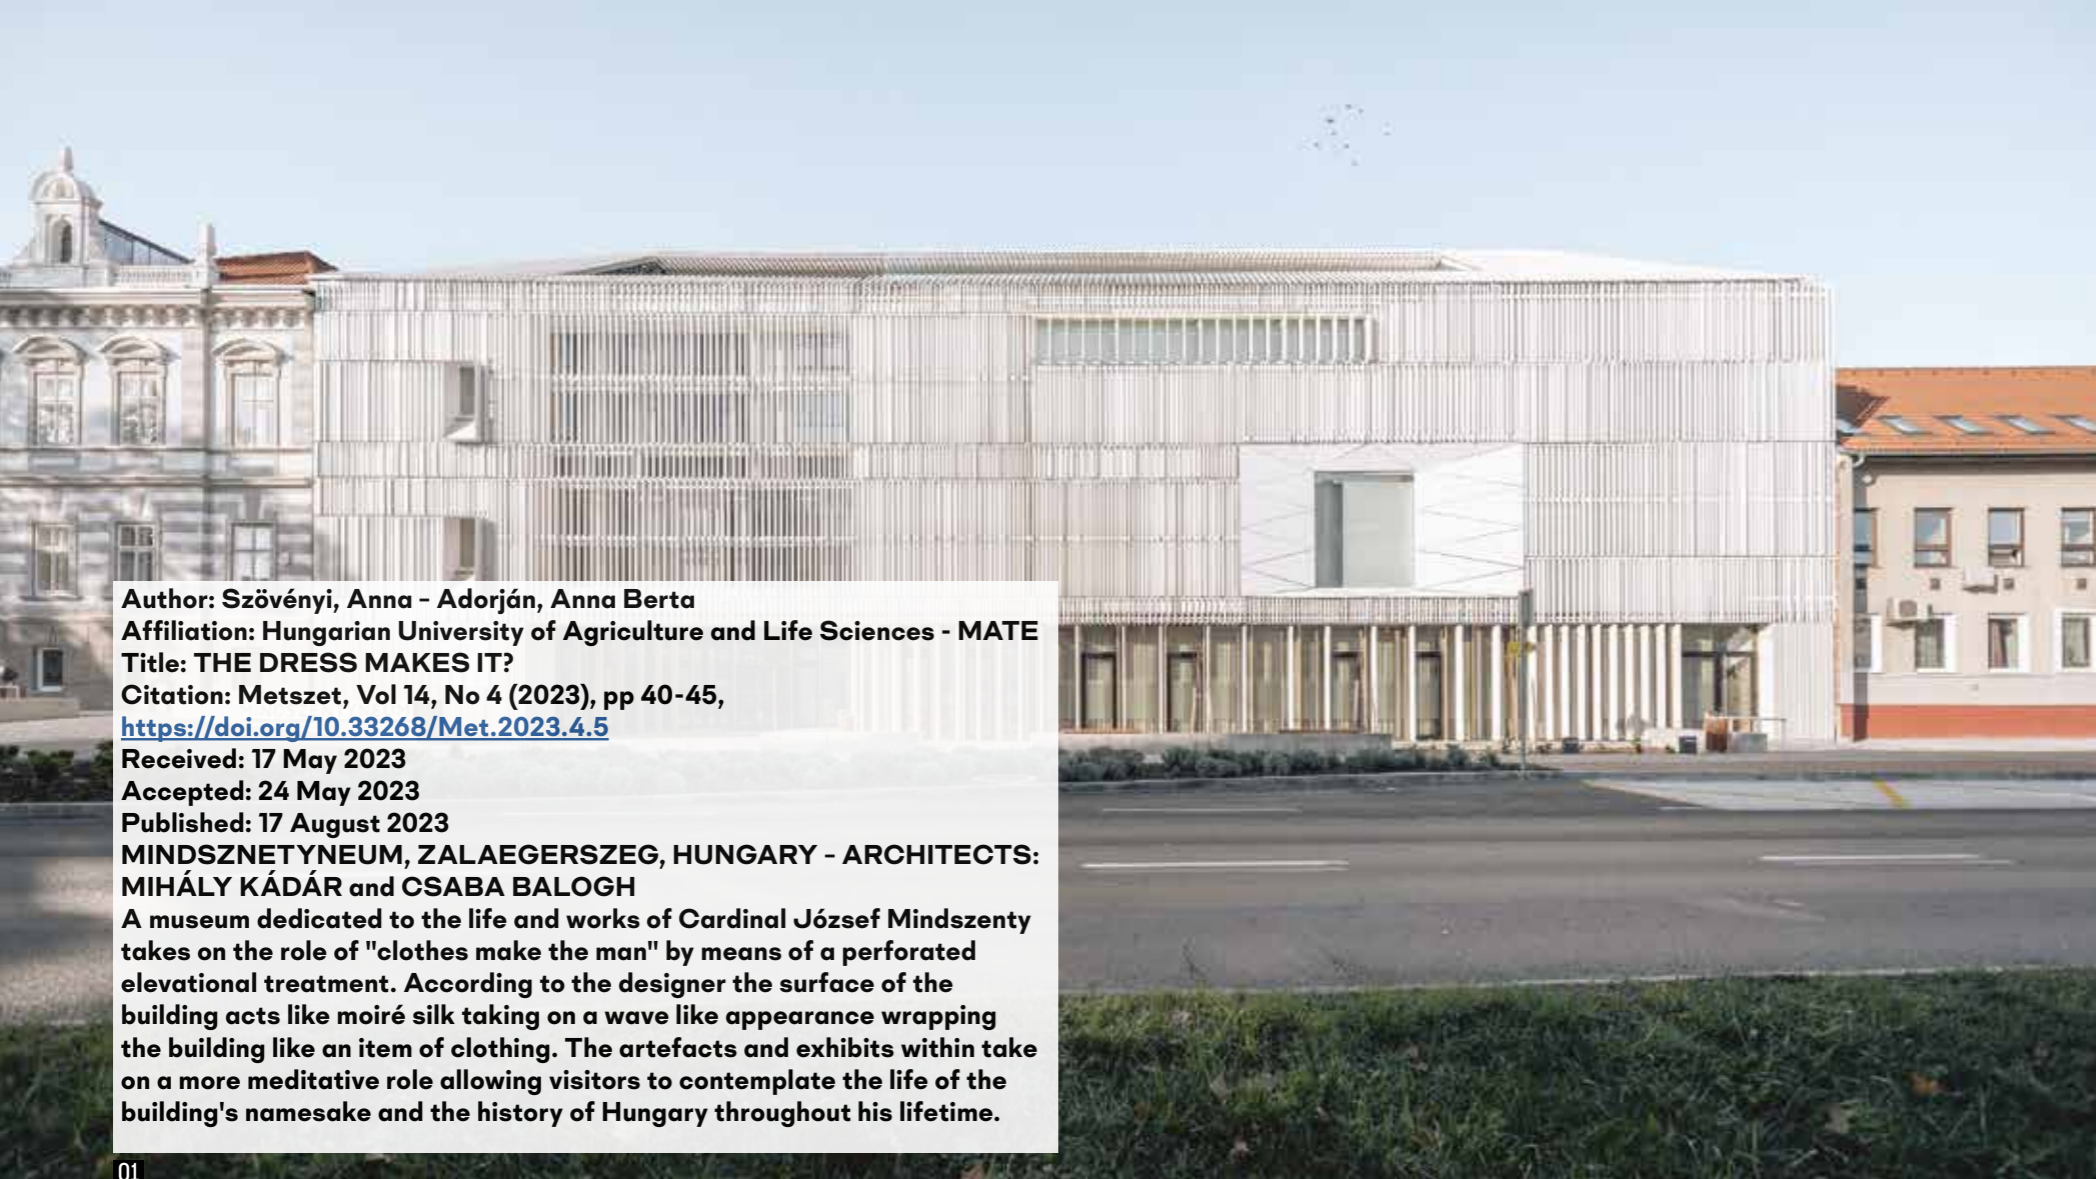 Author: Szövényi, Anna – Adorján, Anna Berta
Affiliation: Hungarian University of Agriculture and Life Sciences - MATE
Title: THE DRESS MAKES IT?
Citation: Metszet, Vol 14, No 4 (2023), pp 40-45,
https://doi.org/10.33268/Met.2023.4.5
Received: 17 May 2023
Accepted: 24 May 2023
Published: 17 August 2023
MINDSZNETYNEUM, ZALAEGERSZEG, HUNGARY – ARCHITECTS:
MIHÁLY KÁDÁR and CSABA BALOGH
A museum dedicated to the life and works of Cardinal József Mindszenty
takes on the role of "clothes make the man" by means of a perforated
elevational treatment. According to the designer the surface of the
building acts like moiré silk taking on a wave like appearance wrapping
the building like an item of clothing. The artefacts and exhibits within take
on a more meditative role allowing visitors to contemplate the life of the
building's namesake and the history of Hungary throughout his lifetime.
01